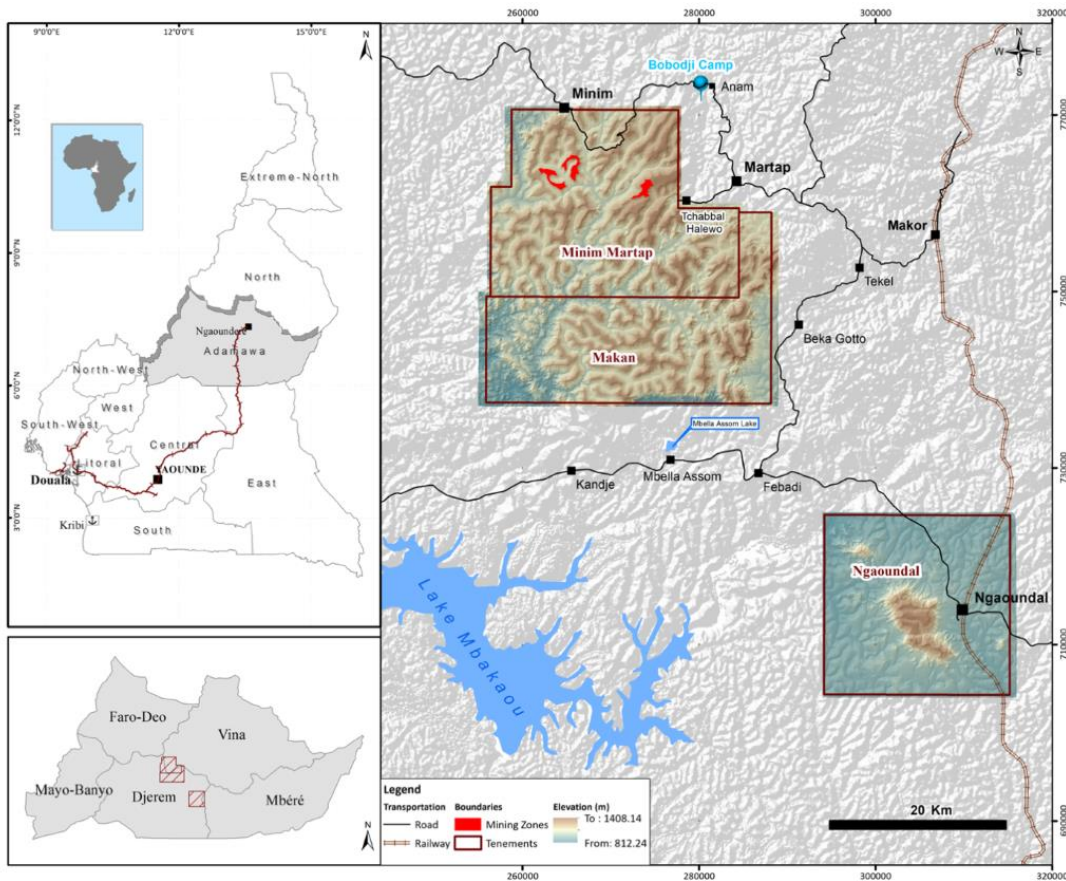 9°0'0"E
12°0'0"E
15°0'0"E
N
12°0'0"N
9°0'0"N
6°0'0"N
3°0'0"N
Extreme-North
North
Ngaoundere
Adamawa
North-West
West
South-West
Central
Litoral
YAOUNDE
Douala
East
Kribi
South
Faro-Deo
Vina
Mayo-Banyo
Djerem
Mbéré
N
260000
280000
300000
320000
N
W E
S
Bobodji Camp
Anam
Minim
770000
Martap
Tchabbal
Halewo
Makor
Minim Martap
Tekel
750000
Beka Gotto
Makan
Mbella Assom Lake
Kandje
Mbella Assom
Febadi
730000
Ngaoundal
Ngaoundal
Lake Mbakaou
710000
Legend
Transportation
Road
Railway
Boundaries
Mining Zones
Tenements
Elevation (m)
To : 1408.14
From: 812.24
20 Km
690000
260000
280000
300000
320000